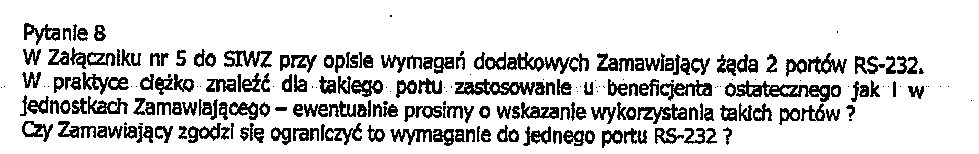 Pytanie 8
W Załączniku nr 5 do SIWZ przy opisie wymagań dodatkowych Zamawiający żąda 2 portów RS-232.
W praktyce ciężko znaleźć dla takiego portu zastosowanie u beneficjenta ostatecznego jak i w
jednostkach Zamawiającego – ewentualnie prosimy o wskazanie wykorzystania takich portów ?
Czy Zamawiający zgodzi się ograniczyć to wymaganie do jednego portu RS-232 ?